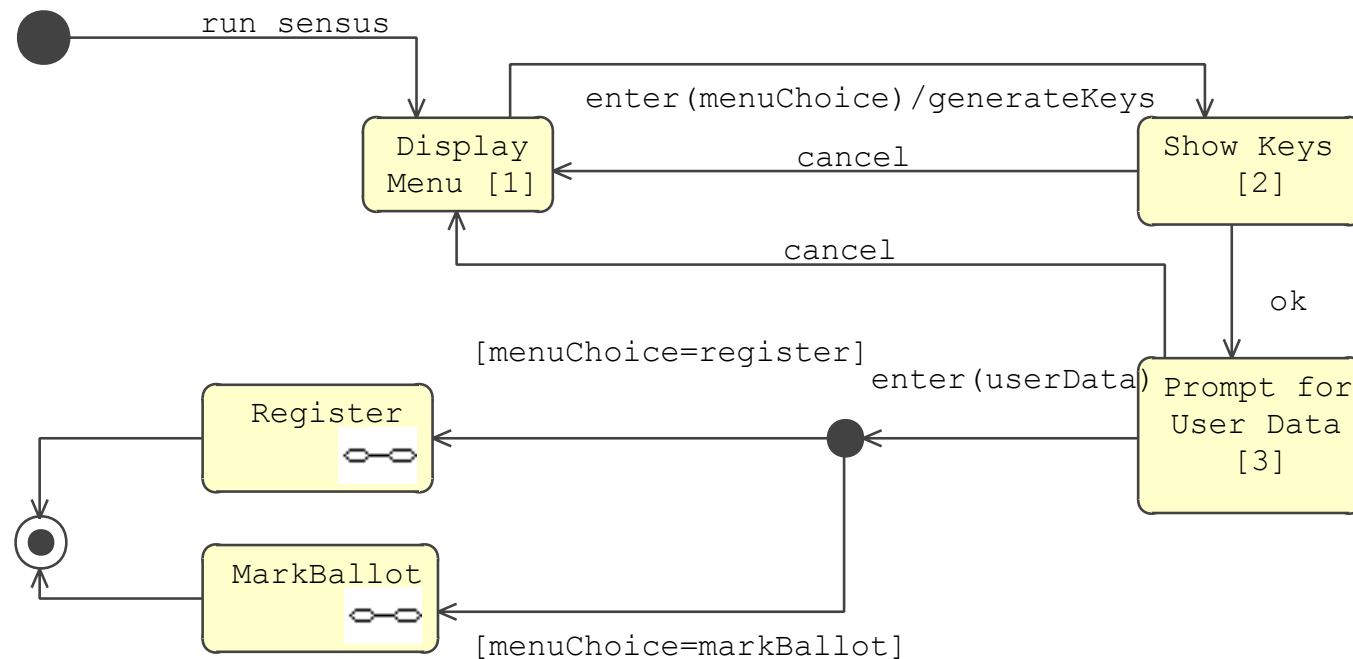 run sensus
enter(menuChoice)/generateKeys
Display
Menu [1]
cancel
Show Keys
[2]
cancel
ok
[menuChoice=register]
enter(userData)
Prompt for
User Data
[3]
Register
MarkBallot
[menuChoice=markBallot]